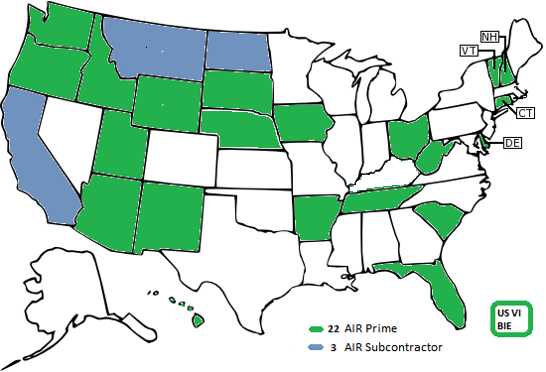 NH
VT
CT
DE
US VI
BIE
22 AIR Prime
3 AIR Subcontractor